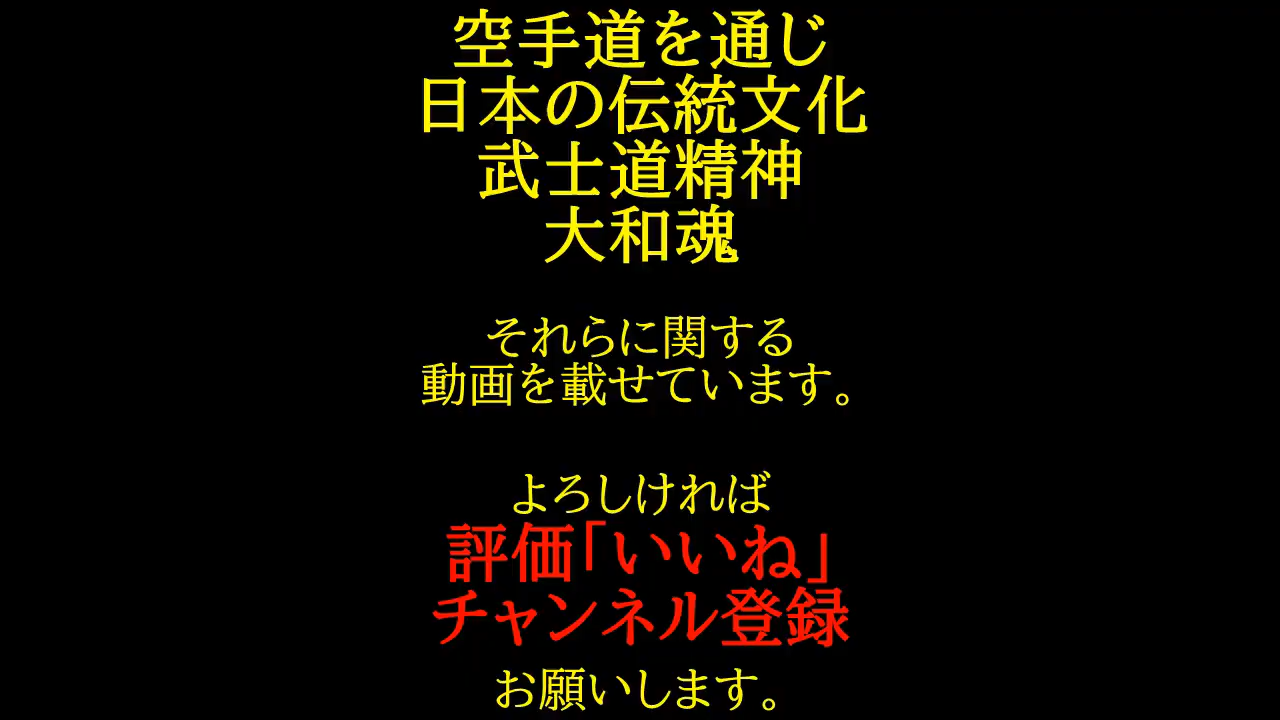 空手道を通じ
日本の伝統文化
武士道精神
大和魂
それらに関する
動画を載せています。
よろしければ
評価「いいね」
チャンネル登録
お願いします。